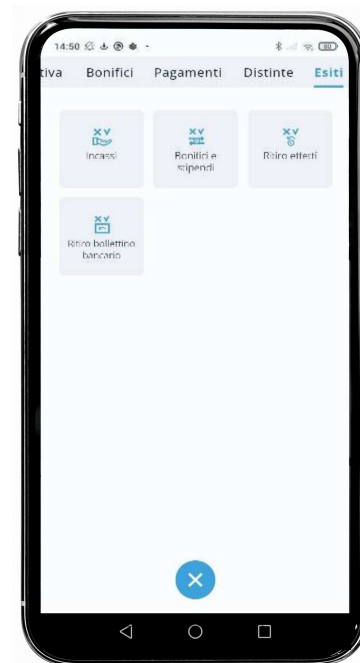 14:50
tiva Bonifici Pagamenti Distinte Esiti
Incassi
Bonifici e
stipendi
Ritiro effetti
Ritiro bollettino
bancario